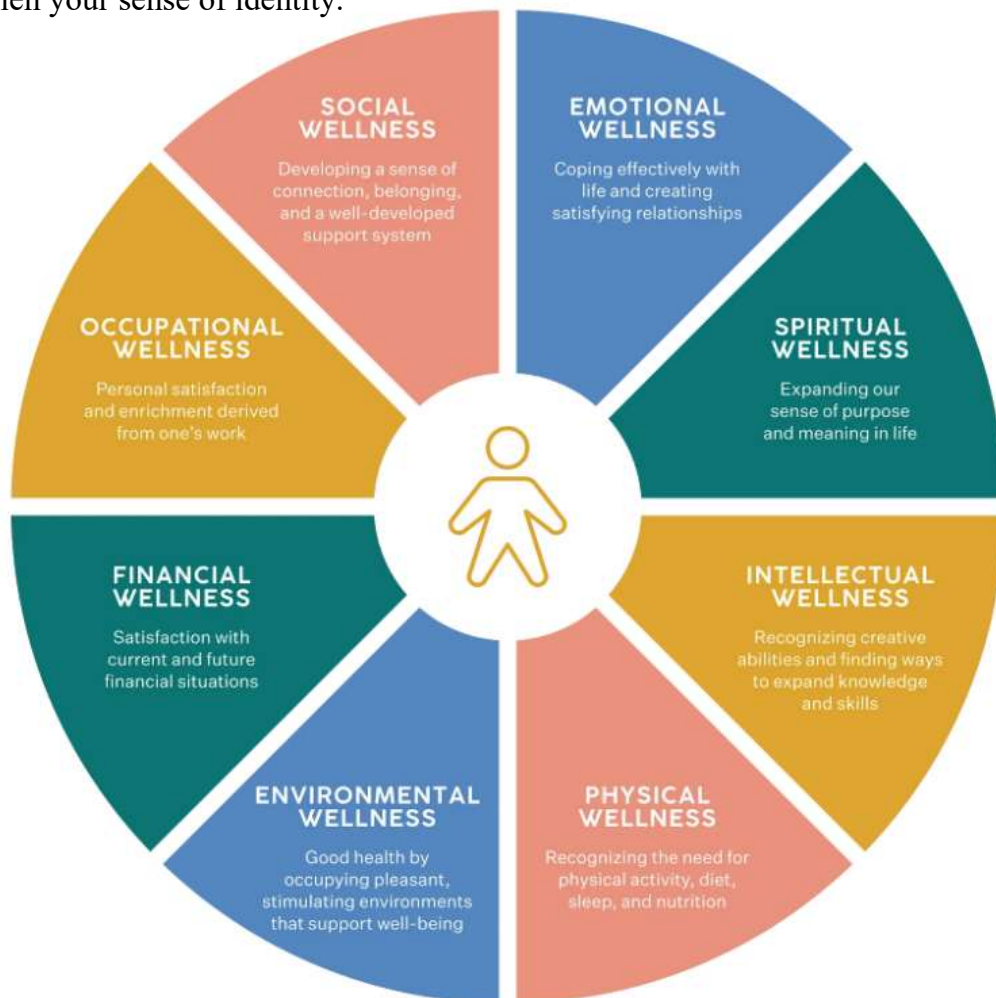 your sense of identity.
SOCIAL
WELLNESS
Developing a sense of
connection, belonging,
and a well-developed
support system
EMOTIONAL
WELLNESS
Coping effectively with
life and creating
satisfying relationships
SPIRITUAL
WELLNESS
Expanding our
sense of purpose
and meaning in life
INTELLECTUAL
WELLNESS
Recognizing creative
abilities and finding ways
to expand knowledge
and skills
PHYSICAL
WELLNESS
Recognizing the need for
physical activity, diet,
sleep, and nutrition
ENVIRONMENTAL
WELLNESS
Good health by
occupying pleasant,
stimulating environments
that support well-being
FINANCIAL
WELLNESS
Satisfaction with
current and future
financial situations
OCCUPATIONAL
WELLNESS
Personal satisfaction
and enrichment derived
from one's work